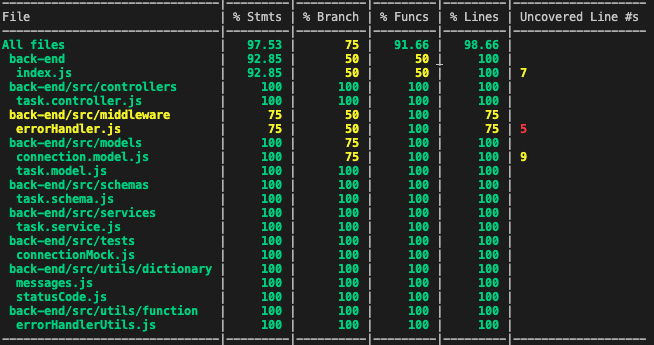 File | % Stmts | % Branch | % Funcs | % Lines | Uncovered Line #s
All files | 97.53 | 75 | 91.66 | 98.66 |
back-end | 92.85 | 50 | 50 | 100 |
index.js | 92.85 | 50 | 50 | 100 | 7
back-end/src/controllers | 100 | 100 | 100 | 100 |
task.controller.js | 100 | 100 | 100 | 100 |
back-end/src/middleware | 75 | 50 | 100 | 75 |
errorHandler.js | 75 | 50 | 100 | 75 | 5
back-end/src/models | 100 | 75 | 100 | 100 |
connection.model.js | 100 | 75 | 100 | 100 | 9
task.model.js | 100 | 100 | 100 | 100 |
back-end/src/schemas | 100 | 100 | 100 | 100 |
task.schema.js | 100 | 100 | 100 | 100 |
back-end/src/services | 100 | 100 | 100 | 100 |
task.service.js | 100 | 100 | 100 | 100 |
back-end/src/tests | 100 | 100 | 100 | 100 |
connectionMock.js | 100 | 100 | 100 | 100 |
back-end/src/utils/dictionary | 100 | 100 | 100 | 100 |
messages.js | 100 | 100 | 100 | 100 |
statusCode.js | 100 | 100 | 100 | 100 |
back-end/src/utils/function | 100 | 100 | 100 | 100 |
errorHandlerUtils.js | 100 | 100 | 100 | 100 |